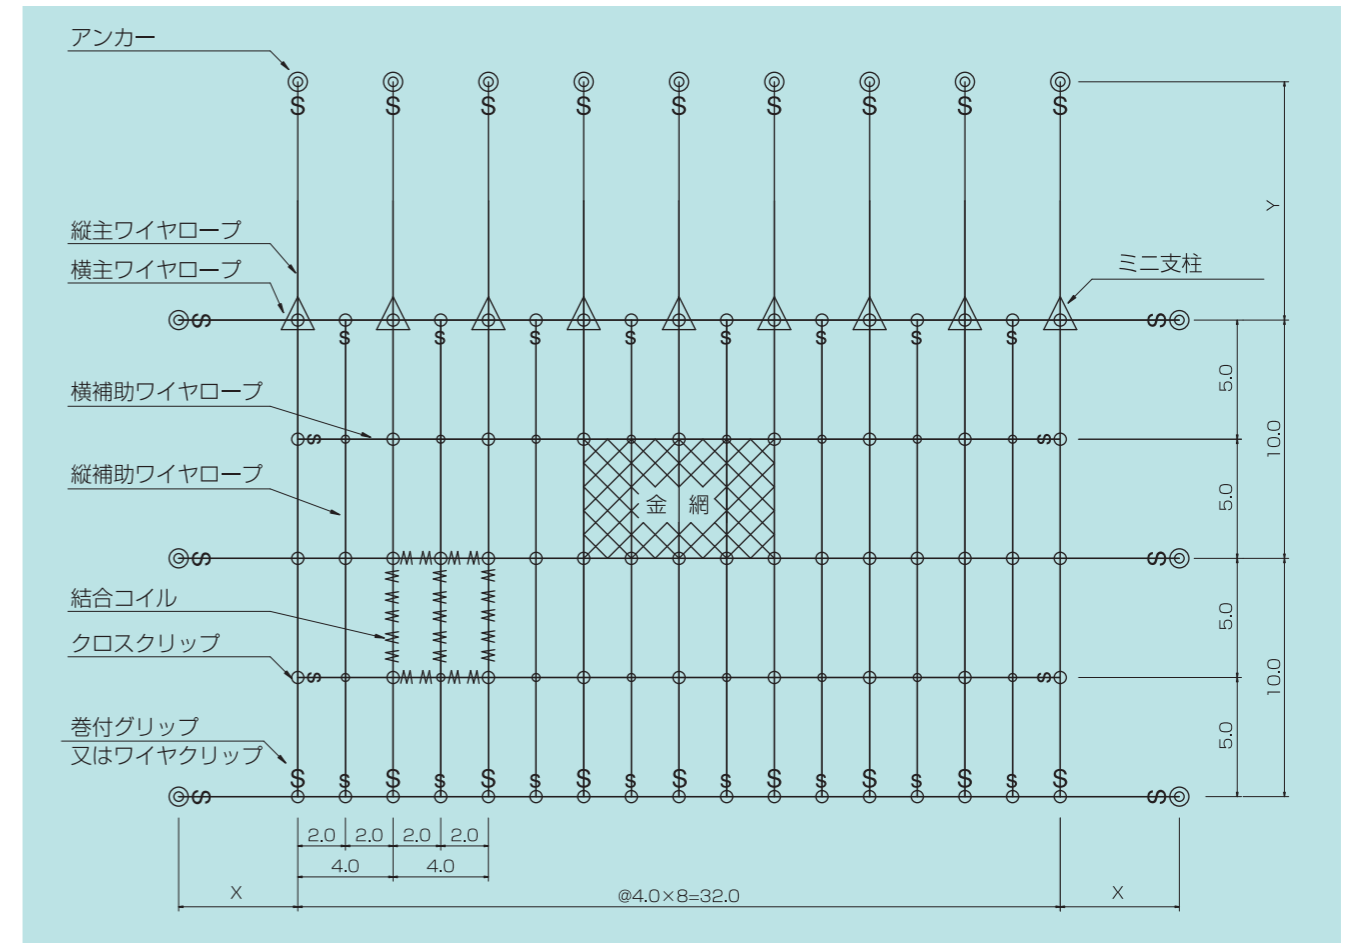 アンカー
S S S S S S S S S
縦主ワイヤロープ
Y
横主ワイヤロープ
ミニ支柱
S S
s s s s s s s s
5.0
横補助ワイヤロープ
10.0
s s
縦補助ワイヤロープ
5.0
金 網
S S
結合コイル
5.0
クロスクリップ
10.0
s s
巻付グリップ
又はワイヤクリップ
5.0
S s S s S s S s S s S s S s S s S
S S
2.0 2.0 2.0 2.0
4.0 4.0
X @4.0×8=32.0 X